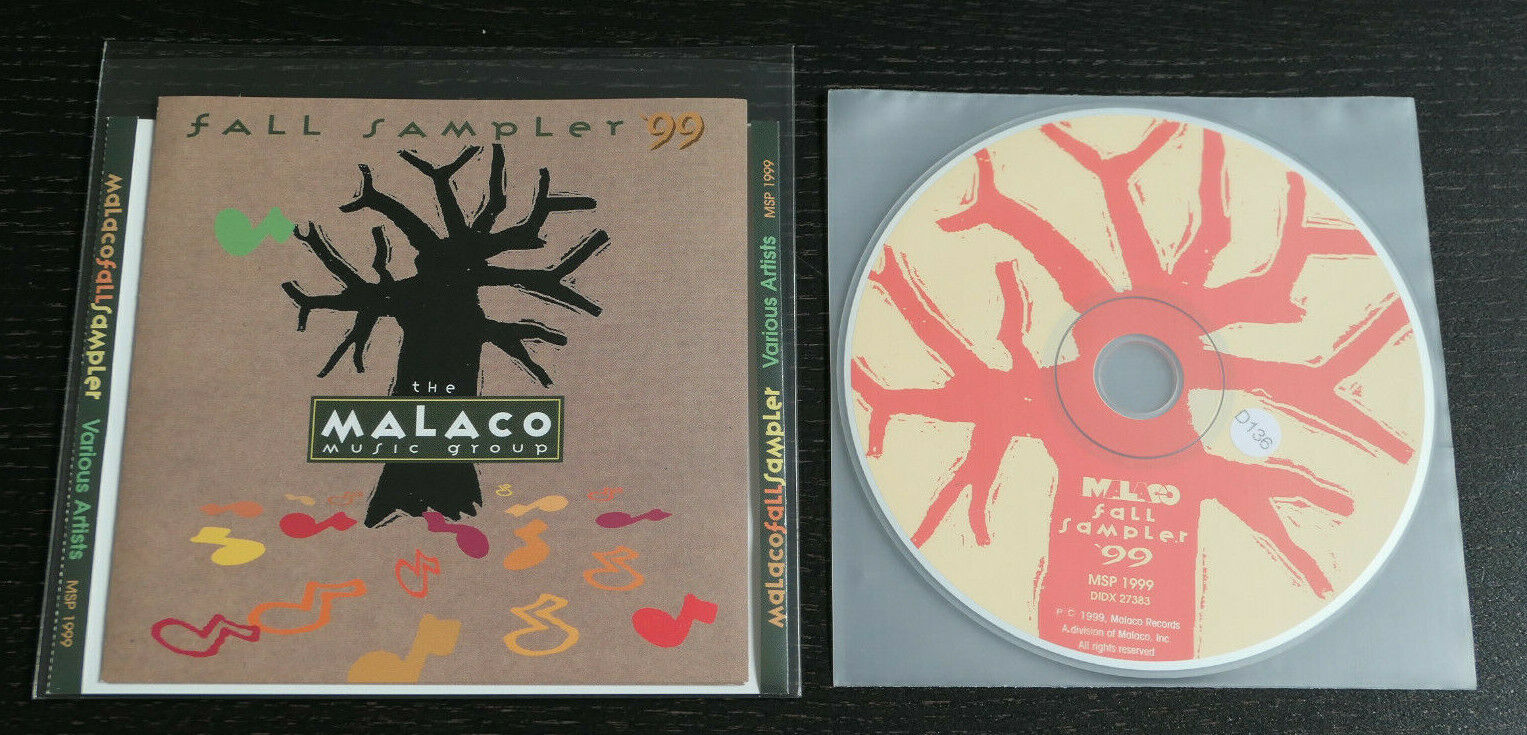 fall sampler '99
the
MALACO
music group
malacofallsampler Various Artists MSP 1999
malacofallsampler Various Artists MSP 1999
D136
MALACO
fall
sampler
'99
MSP 1999
DIDX 27383
P C 1999, Malaco Records
A.division of Malaco, Inc
All rights reserved